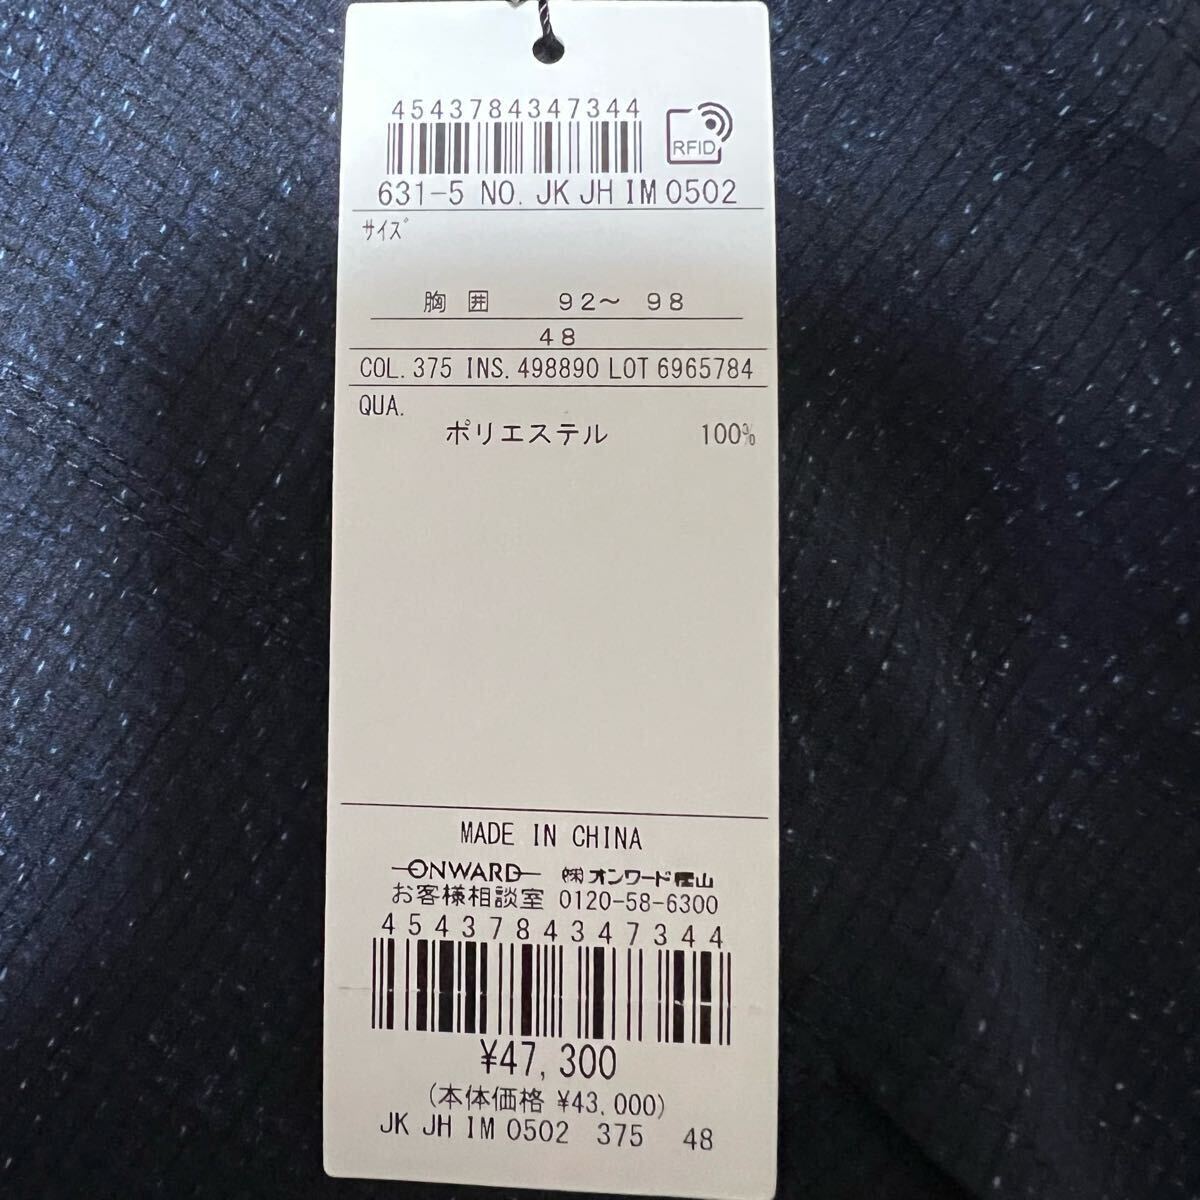 4543784347344
RFID
631-5 NO. JK JH IM 0502
ｻｲｽﾞ
胸 囲 92〜 98
48
COL. 375 INS. 498890 LOT 6965784
QUA.
ポリエステル 100%
MADE IN CHINA
ONWARD ㈱オンワード樫山
お客様相談室 0120-58-6300
4543784347344
¥47,300
(本体価格 ¥43,000)
JK JH IM 0502 375 48